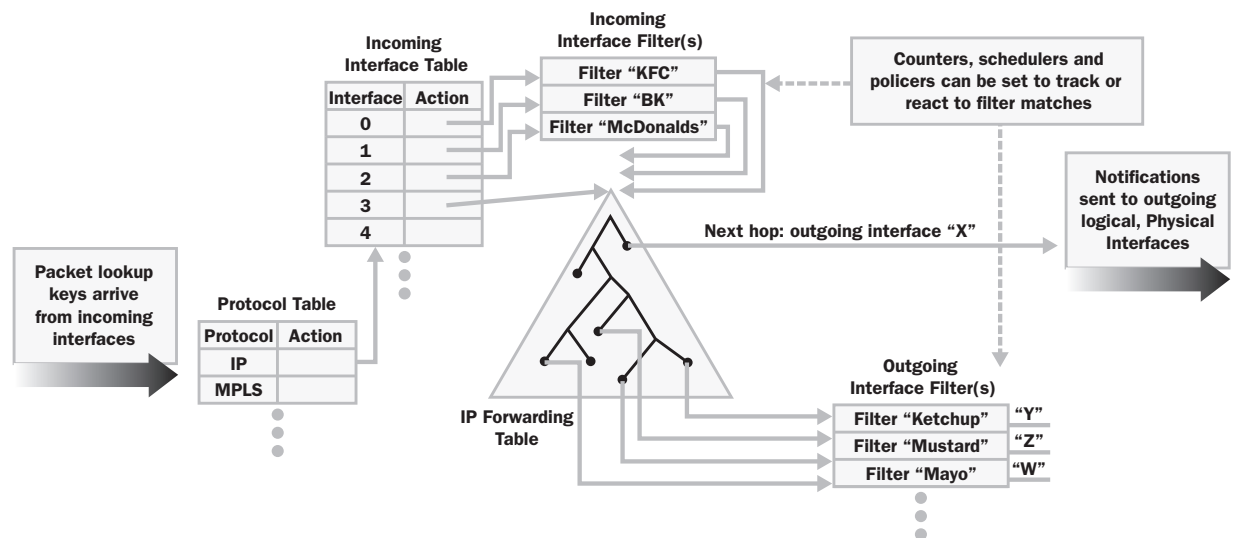 Packet lookup
keys arrive
from incoming
interfaces
Protocol Table
Protocol Action
IP
MPLS
Incoming
Interface Table
Interface Action
0
1
2
3
4
Incoming
Interface Filter(s)
Filter “KFC”
Filter “BK”
Filter “McDonalds”
Counters, schedulers and
policers can be set to track or
react to filter matches
Next hop: outgoing interface “X”
Notifications
sent to outgoing
logical, Physical
Interfaces
IP Forwarding
Table
Outgoing
Interface Filter(s)
Filter “Ketchup” “Y”
Filter “Mustard” “Z”
Filter “Mayo” “W”